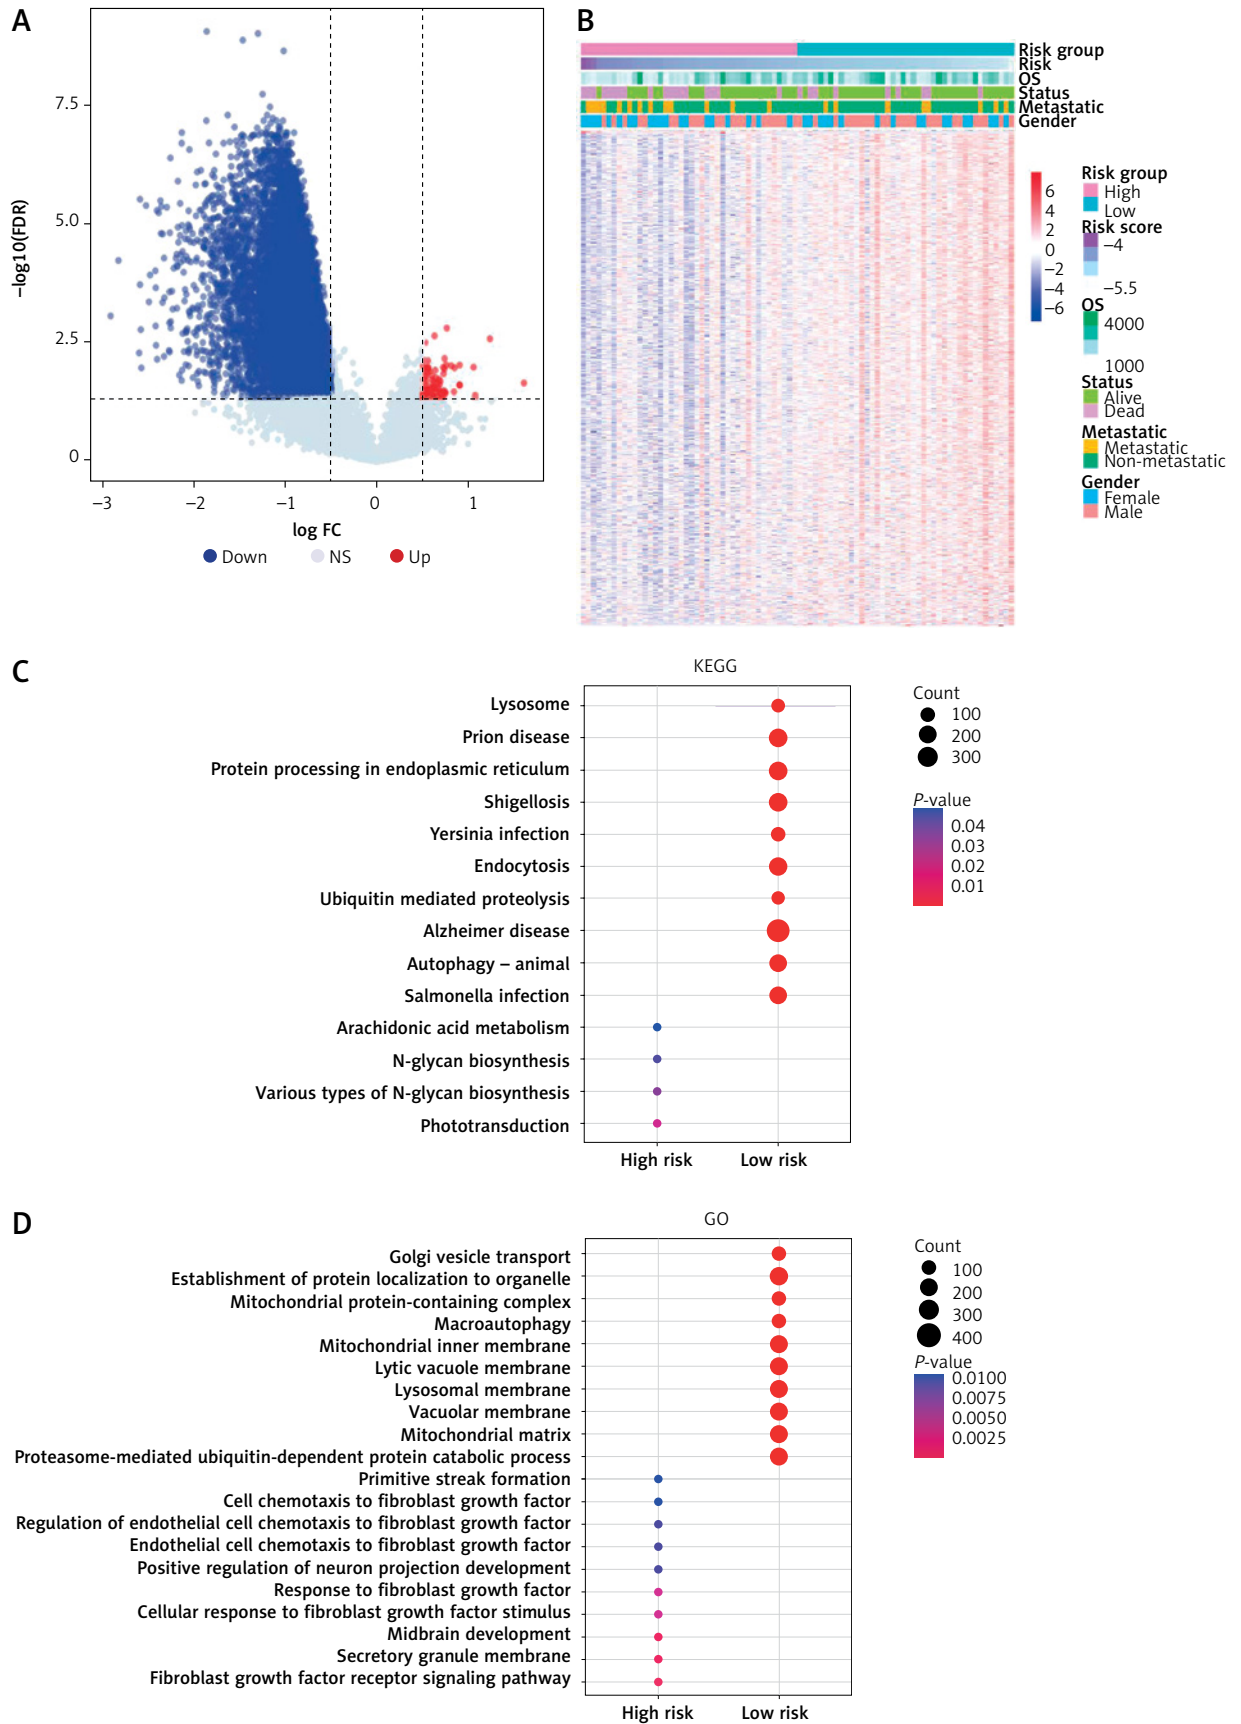 A
−log10(FDR)
7.5
5.0
2.5
0
−3
−2
−1
0
1
log FC
Down
NS
Up
B
Risk group
Risk
OS
Status
Metastatic
Gender
6
4
2
0
−2
−4
−6
Risk group
High
Low
Risk score
−4
−5.5
OS
4000
1000
Status
Alive
Dead
Metastatic
Metastatic
Non-metastatic
Gender
Female
Male
C
KEGG
Lysosome
Prion disease
Protein processing in endoplasmic reticulum
Shigellosis
Yersinia infection
Endocytosis
Ubiquitin mediated proteolysis
Alzheimer disease
Autophagy – animal
Salmonella infection
Arachidonic acid metabolism
N-glycan biosynthesis
Various types of N-glycan biosynthesis
Phototransduction
High risk
Low risk
Count
100
200
300
P-value
0.04
0.03
0.02
0.01
D
GO
Golgi vesicle transport
Establishment of protein localization to organelle
Mitochondrial protein-containing complex
Macroautophagy
Mitochondrial inner membrane
Lytic vacuole membrane
Lysosomal membrane
Vacuolar membrane
Mitochondrial matrix
Proteasome-mediated ubiquitin-dependent protein catabolic process
Primitive streak formation
Cell chemotaxis to fibroblast growth factor
Regulation of endothelial cell chemotaxis to fibroblast growth factor
Endothelial cell chemotaxis to fibroblast growth factor
Positive regulation of neuron projection development
Response to fibroblast growth factor
Cellular response to fibroblast growth factor stimulus
Midbrain development
Secretory granule membrane
Fibroblast growth factor receptor signaling pathway
High risk
Low risk
Count
100
200
300
400
P-value
0.0100
0.0075
0.0050
0.0025